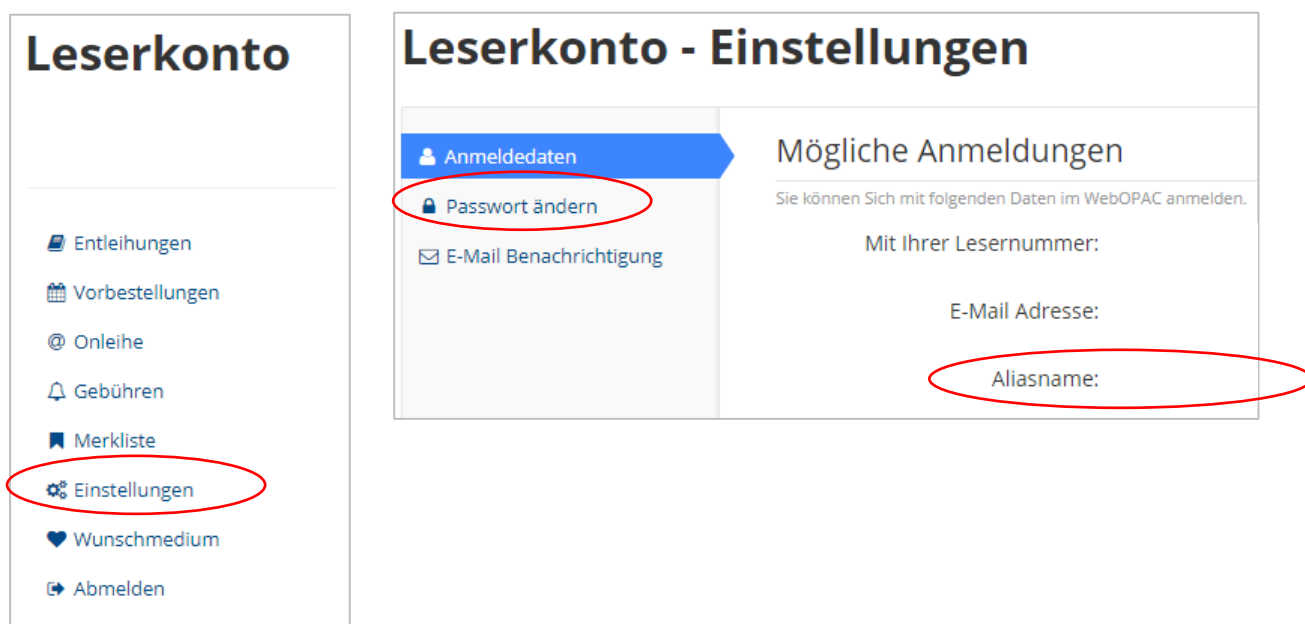 Leserkonto
Entleihungen
Vorbestellungen
@ Onleihe
Gebühren
Merkliste
Einstellungen
Wunschmedium
Abmelden
Leserkonto - Einstellungen
Anmeldedaten
Passwort ändern
E-Mail Benachrichtigung
Mögliche Anmeldungen
Sie können Sich mit folgenden Daten im WebOPAC anmelden.
Mit Ihrer Lesernummer:
E-Mail Adresse:
Aliasname: